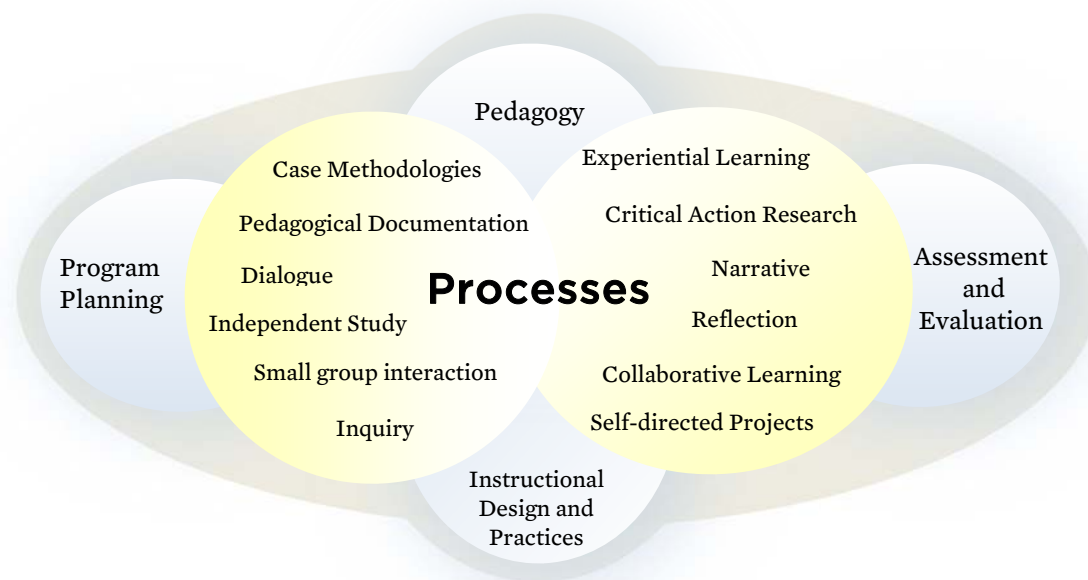 Pedagogy
Case Methodologies
Pedagogical Documentation
Dialogue
Independent Study
Small group interaction
Inquiry
Processes
Experiential Learning
Critical Action Research
Narrative
Reflection
Collaborative Learning
Self-directed Projects
Program
Planning
Assessment
and
Evaluation
Instructional
Design and
Practices